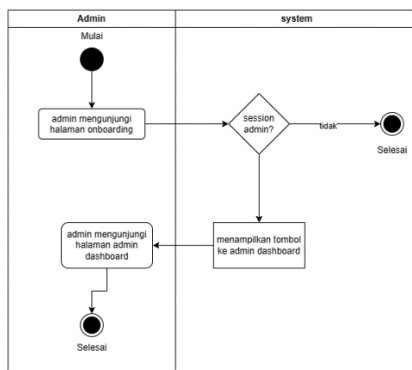 Admin
system
Mulai
admin mengunjungi
halaman onboarding
session
admin?
tidak
Selesai
admin mengunjungi
halaman admin
dashboard
menampilkan tombol
ke admin dashboard
Selesai